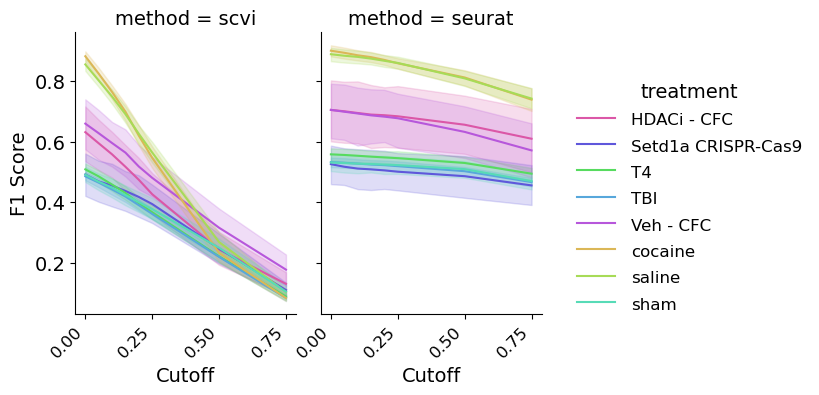 method = scvi
method = seurat
F1 Score
0.8
0.6
0.4
0.2
0.00
0.25
0.50
0.75
Cutoff
0.00
0.25
0.50
0.75
Cutoff
treatment
HDACi - CFC
Setd1a CRISPR-Cas9
T4
TBI
Veh - CFC
cocaine
saline
sham